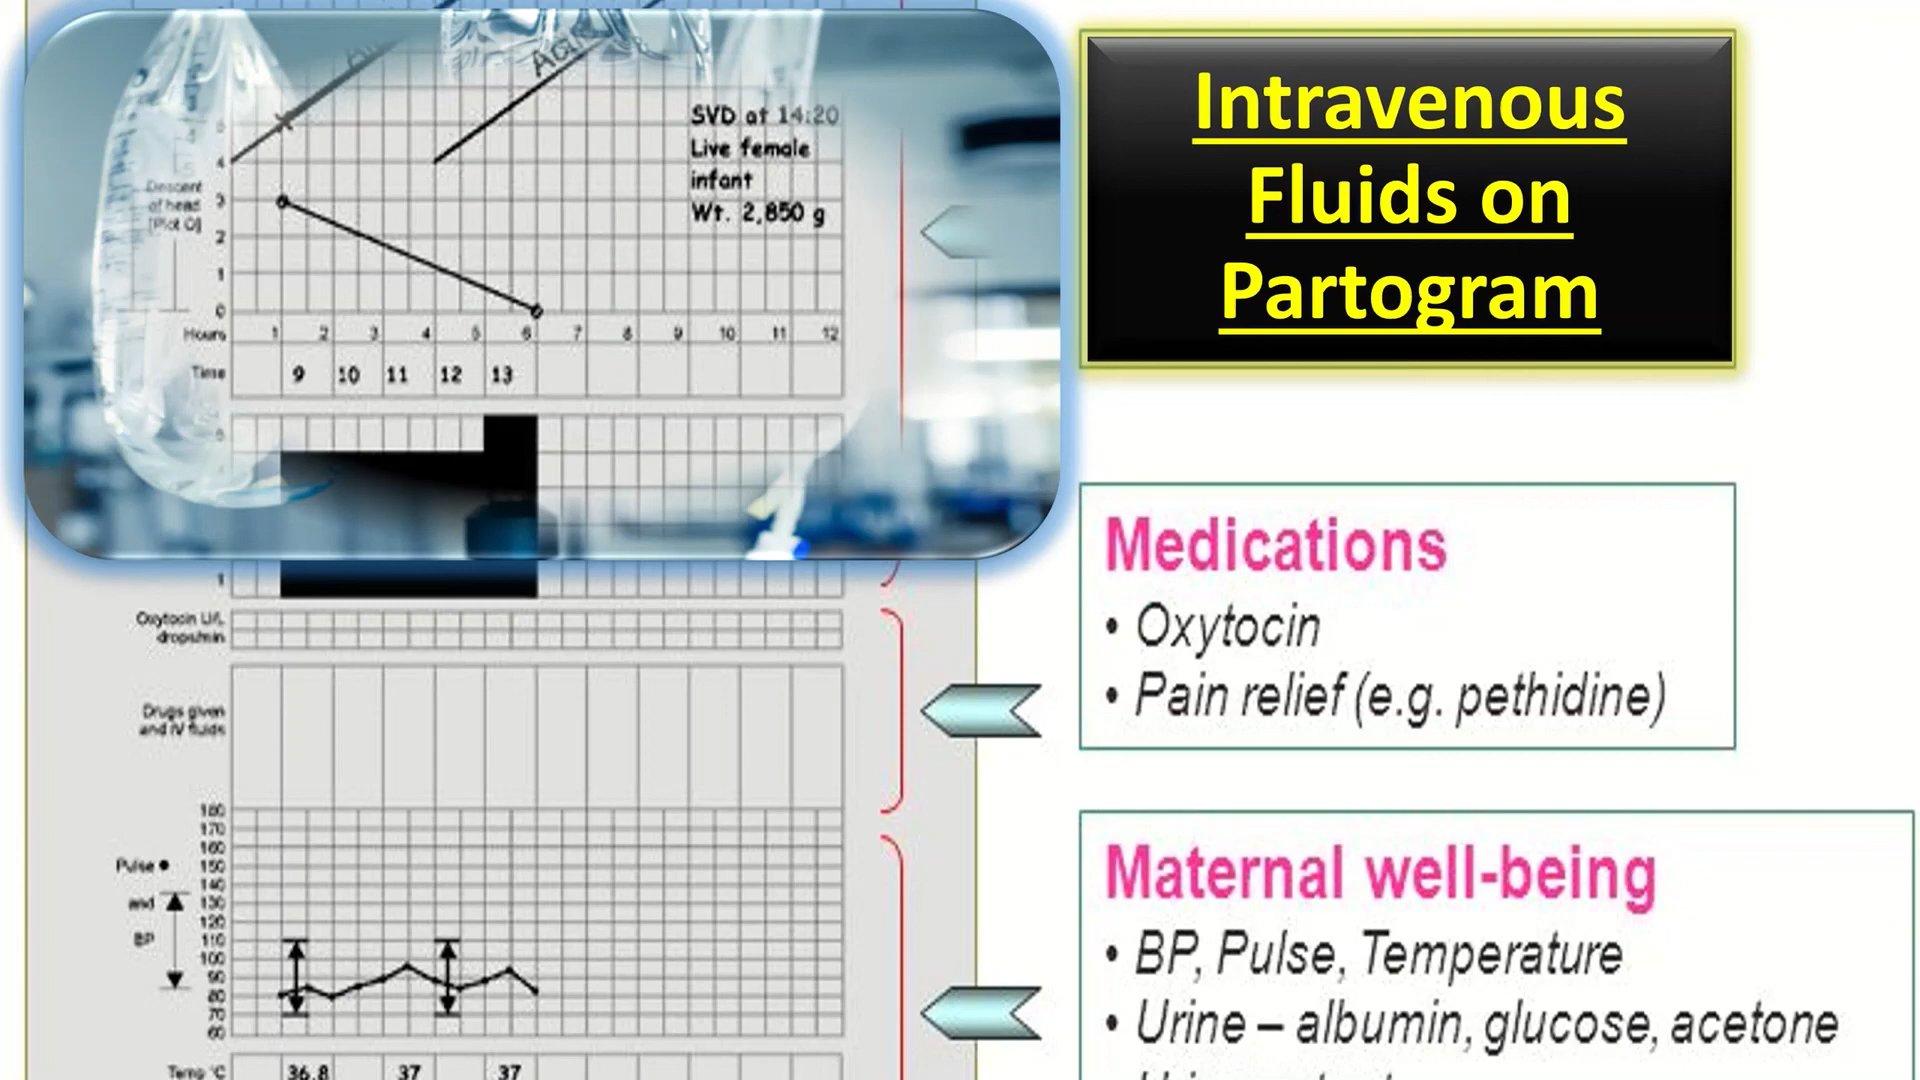 Intravenous
Fluids on
Partogram
SVD at 14:20
Live female
infant
Wt. 2,850 g
4
Descent
of head
[Plot O]
3
2
1
0
Hours 1 2 3 4 5 6 7 8 9 10 11 12
Time 9 10 11 12 13
1
Oxytocin U/L
drops/min
Drugs given
and IV fluids
180
170
160
150
140
130
120
110
100
90
80
70
60
Pulse
and
BP
Temp °C 36.8 37 37
Medications
• Oxytocin
• Pain relief (e.g. pethidine)
Maternal well-being
• BP, Pulse, Temperature
• Urine – albumin, glucose, acetone